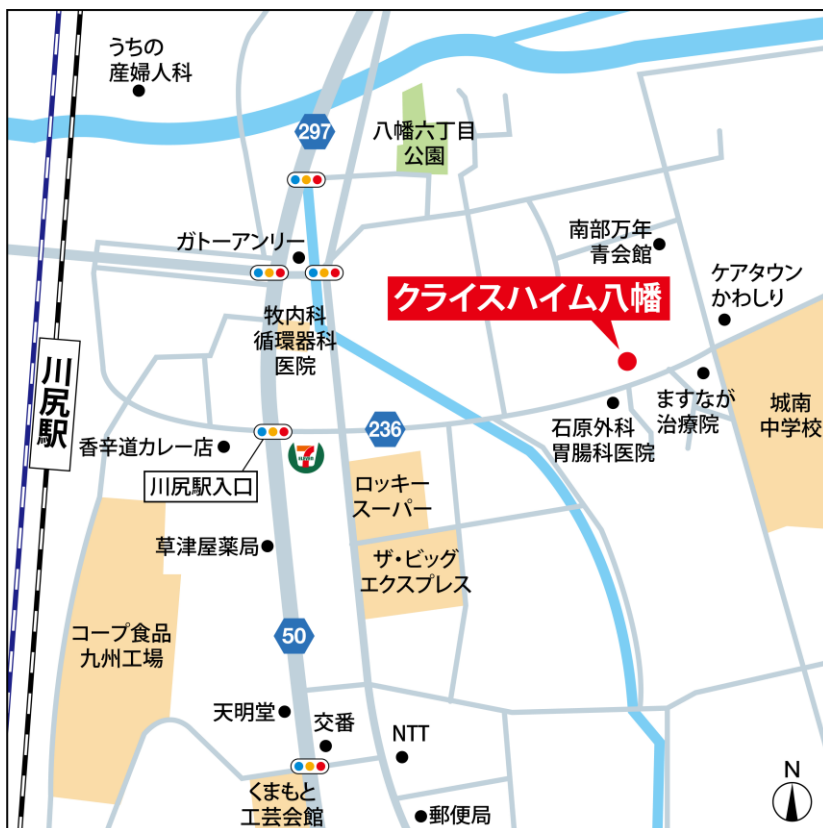 うちの
産婦人科
297
八幡六丁目
公園
ガトーアンリー
南部万年
青会館
ケアタウン
かわしり
クライスハイム八幡
牧内科
循環器科
医院
川尻駅
香辛道カレー店
川尻駅入口
7
ELEVEN
236
ロッキー
スーパー
石原外科
胃腸科医院
ますなが
治療院
城南
中学校
草津屋薬局
ザ・ビッグ
エクスプレス
コープ食品
九州工場
50
天明堂
交番
NTT
くまもと
工芸会館
郵便局
N